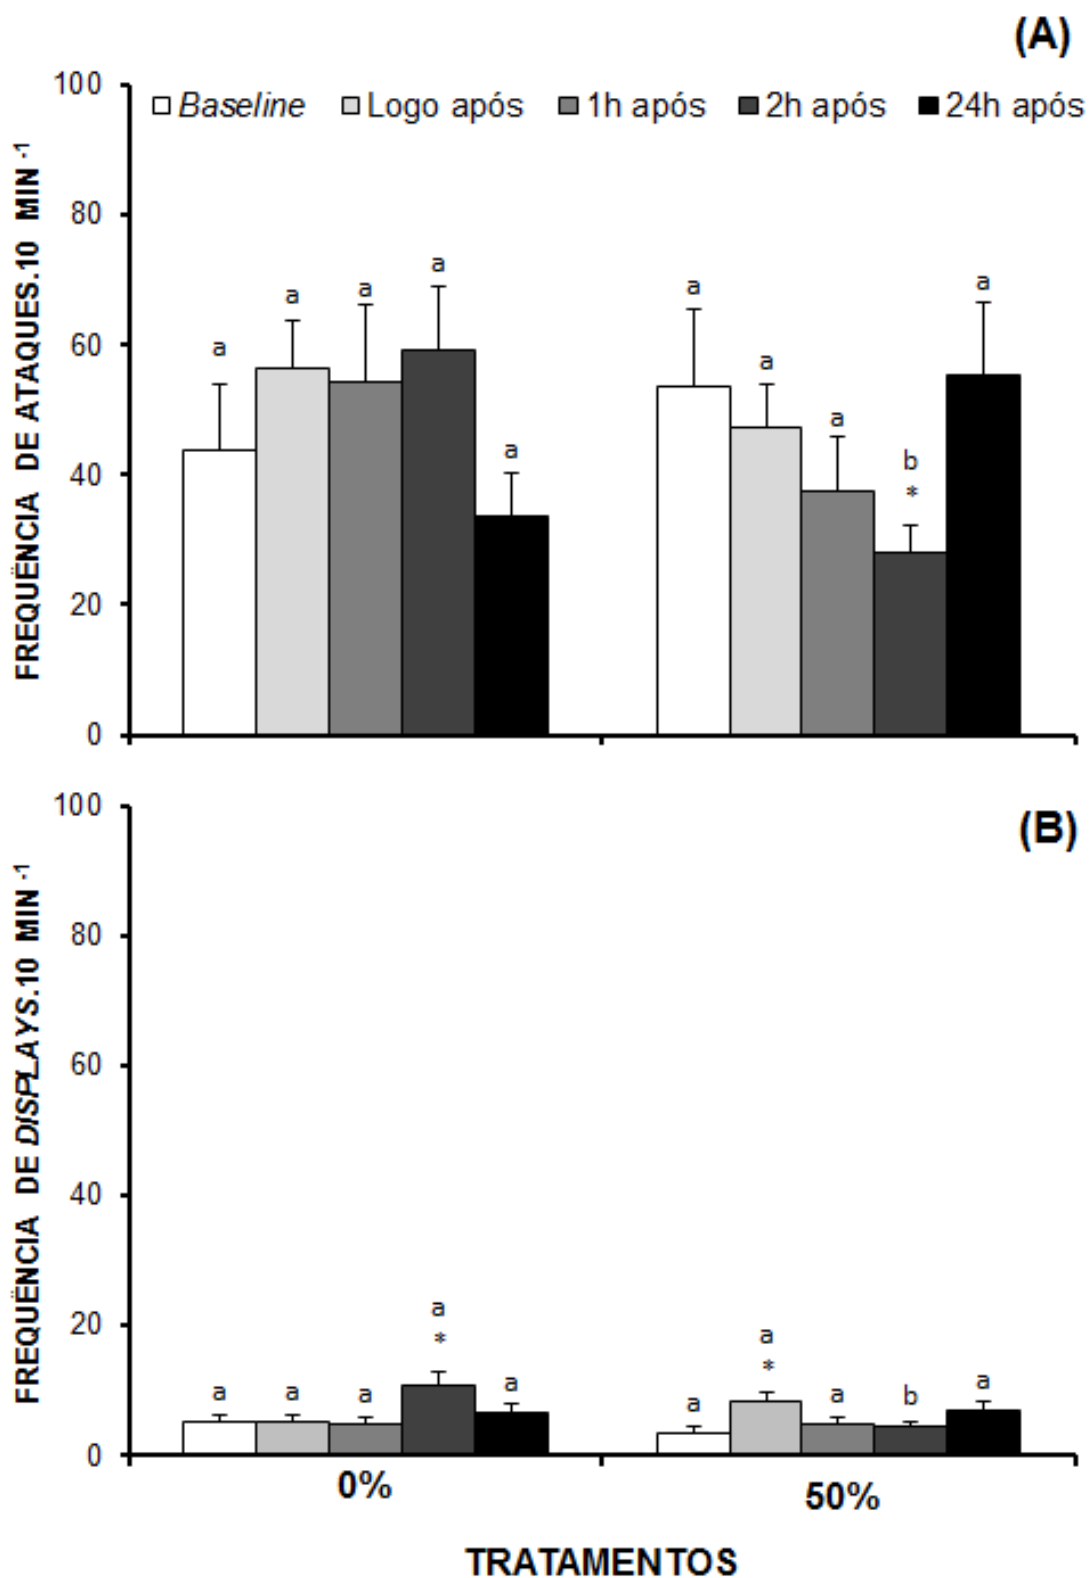 (A)
FREQUÊNCIA DE ATAQUES.10 MIN -1
100
80
60
40
20
0
Baseline Logo após 1h após 2h após 24h após
a a a a a
a a a b a
*
(B)
FREQUÊNCIA DE DISPLAYS.10 MIN -1
100
80
60
40
20
0
a a a a a
*
a a a b a
*
0% 50%
TRATAMENTOS